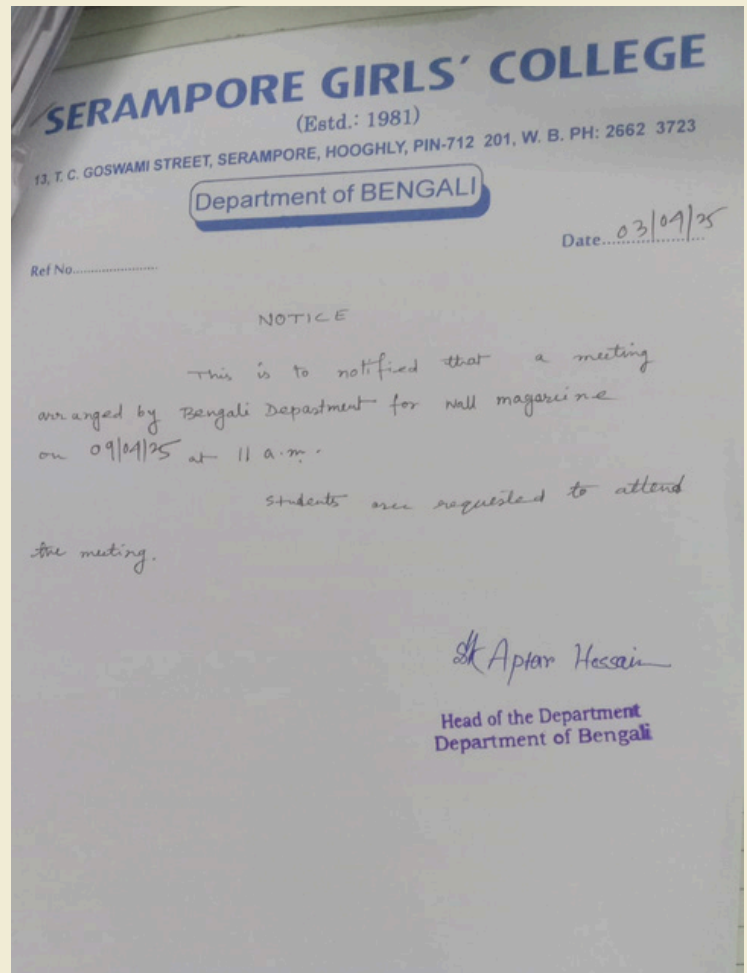 SERAMPORE GIRLS' COLLEGE
(Estd.: 1981)
13, T. C. GOSWAMI STREET, SERAMPORE, HOOGHLY, PIN-712 201, W. B. PH: 2662 3723
Department of BENGALI
Date 03/09/25
Ref No.
NOTICE
This is to notified that a meeting
arranged by Bengali Department for wall magazine
on 09/09/25 at 11 a.m.
Students are requested to attend
the meeting.
Sk Aptar Hossain
Head of the Department
Department of Bengali